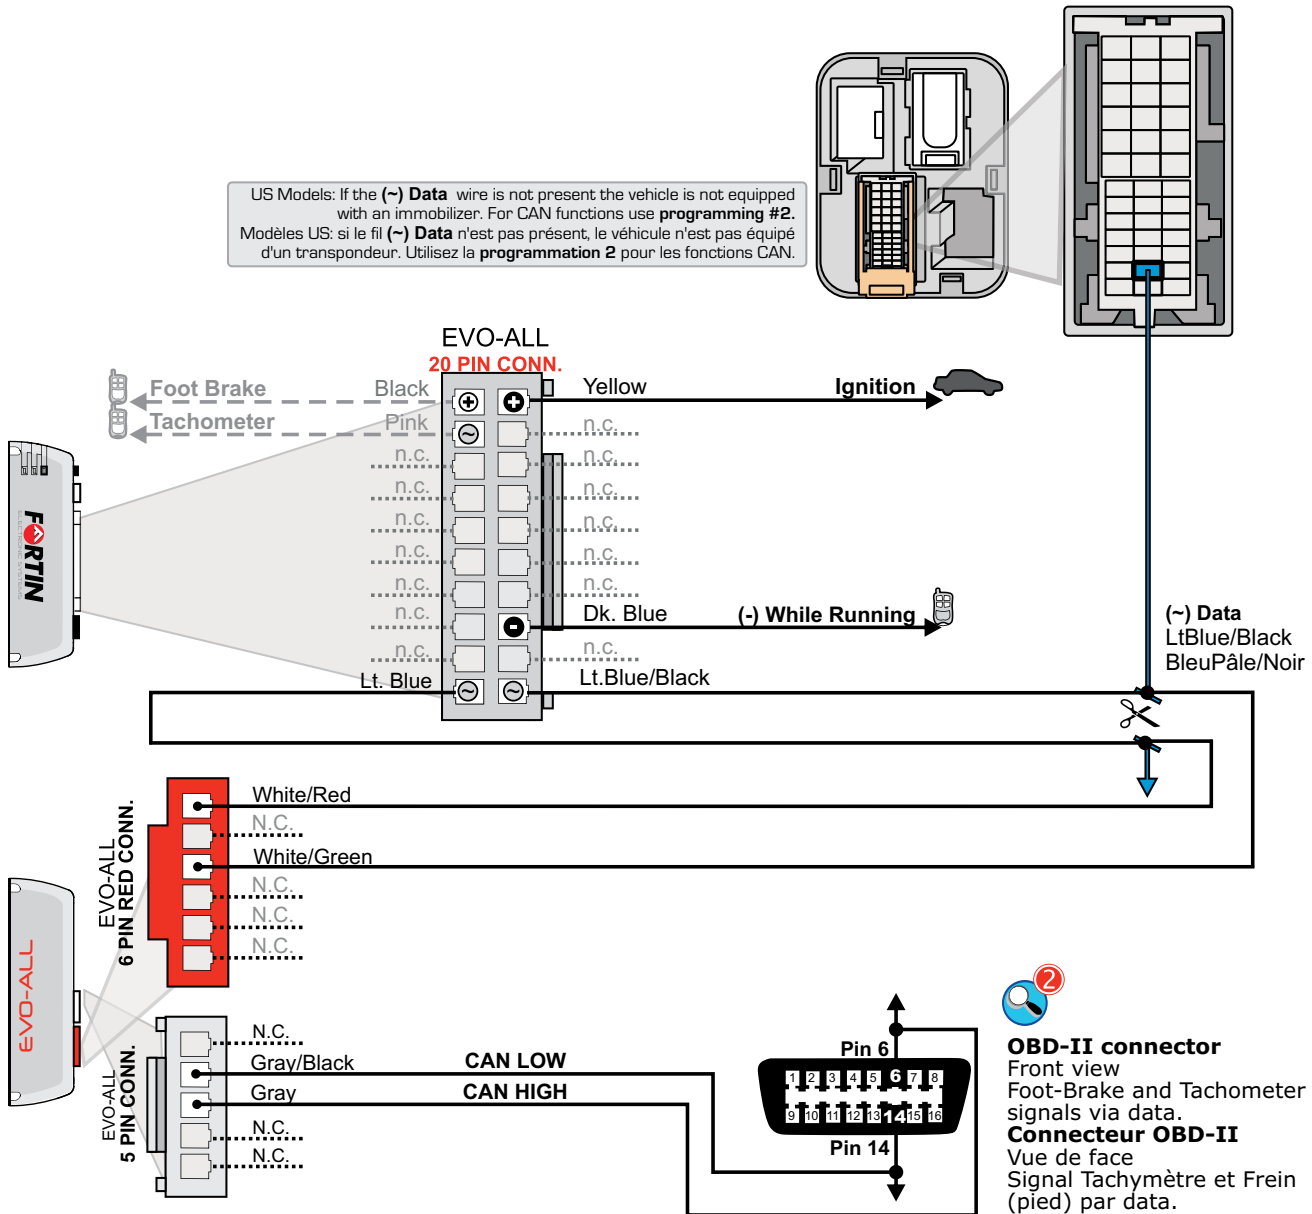 US Models: If the (~) Data wire is not present the vehicle is not equipped
with an immobilizer. For CAN functions use programming #2.
Modèles US: si le fil (~) Data n'est pas présent, le véhicule n'est pas équipé
d'un transpondeur. Utilisez la programmation 2 pour les fonctions CAN.
EVO-ALL
20 PIN CONN.
Foot Brake Black Yellow Ignition
Tachometer Pink n.c.
n.c. n.c.
n.c. n.c.
n.c. n.c.
n.c. n.c.
n.c. n.c.
n.c. Dk. Blue (-) While Running
n.c. n.c.
Lt. Blue Lt.Blue/Black
(~) Data
LtBlue/Black
BleuPâle/Noir
FORTIN
ELECTRONIC SYSTEMS
EVO-ALL
6 PIN RED CONN.
White/Red
N.C.
White/Green
N.C.
N.C.
N.C.
EVO-ALL
EVO-ALL
5 PIN CONN.
N.C.
Gray/Black CAN LOW
Gray CAN HIGH
N.C.
N.C.
Pin 6
1 2 3 4 5 6 7 8
9 10 11 12 13 14 15 16
Pin 14
2
OBD-II connector
Front view
Foot-Brake and Tachometer
signals via data.
Connecteur OBD-II
Vue de face
Signal Tachymètre et Frein
(pied) par data.